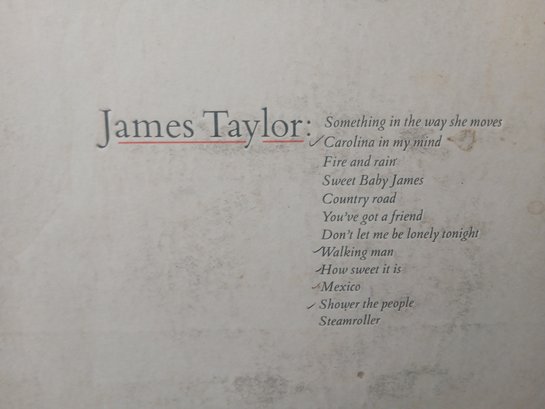 James Taylor:
Something in the way she moves
Carolina in my mind
Fire and rain
Sweet Baby James
Country road
You've got a friend
Don't let me be lonely tonight
Walking man
How sweet it is
Mexico
Shower the people
Steamroller